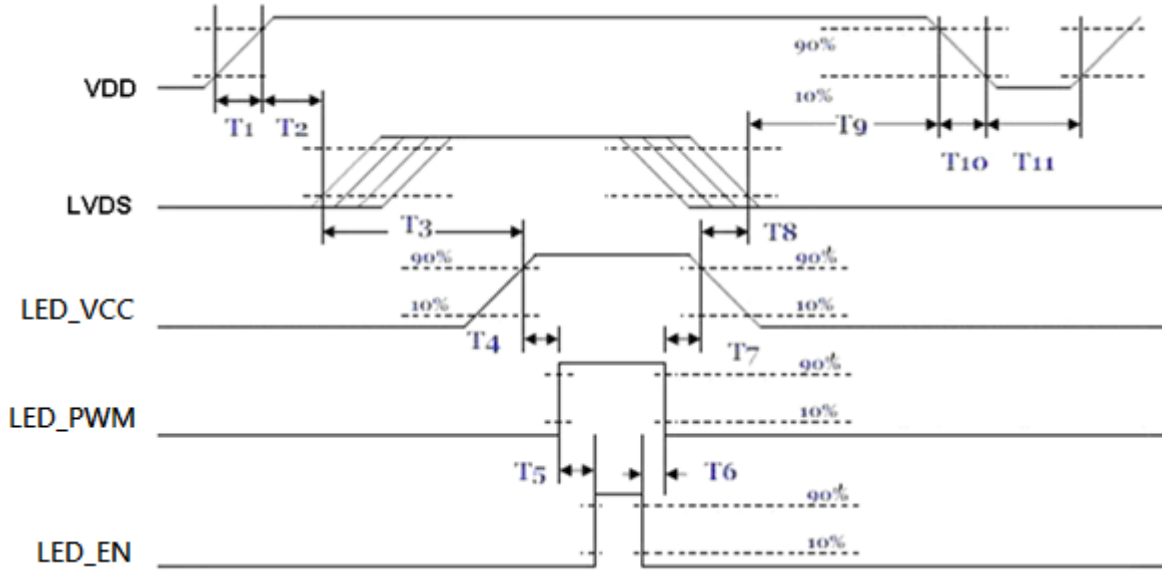 90%
VDD
10%
T1 T2 T9
T10 T11
LVDS
T3 T8
90% 90%
LED_VCC 10% 10%
T4 T7
90%
LED_PWM 10%
T5 T6
90%
LED_EN 10%